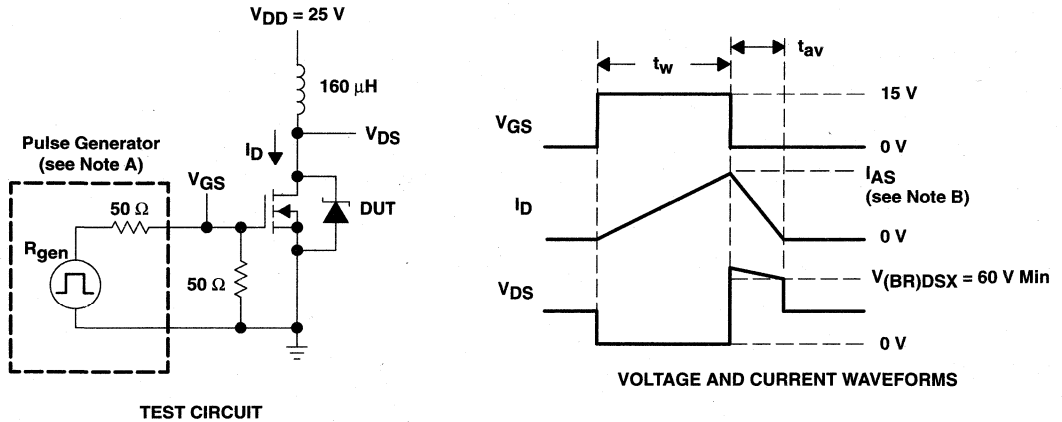 VDD = 25 V
160 μH
VDS
ID
Pulse Generator
(see Note A)
VGS
50 Ω
Rgen
50 Ω
DUT
TEST CIRCUIT
tw
tav
VGS
15 V
0 V
ID
IAS
(see Note B)
0 V
VDS
V(BR)DSX = 60 V Min
0 V
VOLTAGE AND CURRENT WAVEFORMS